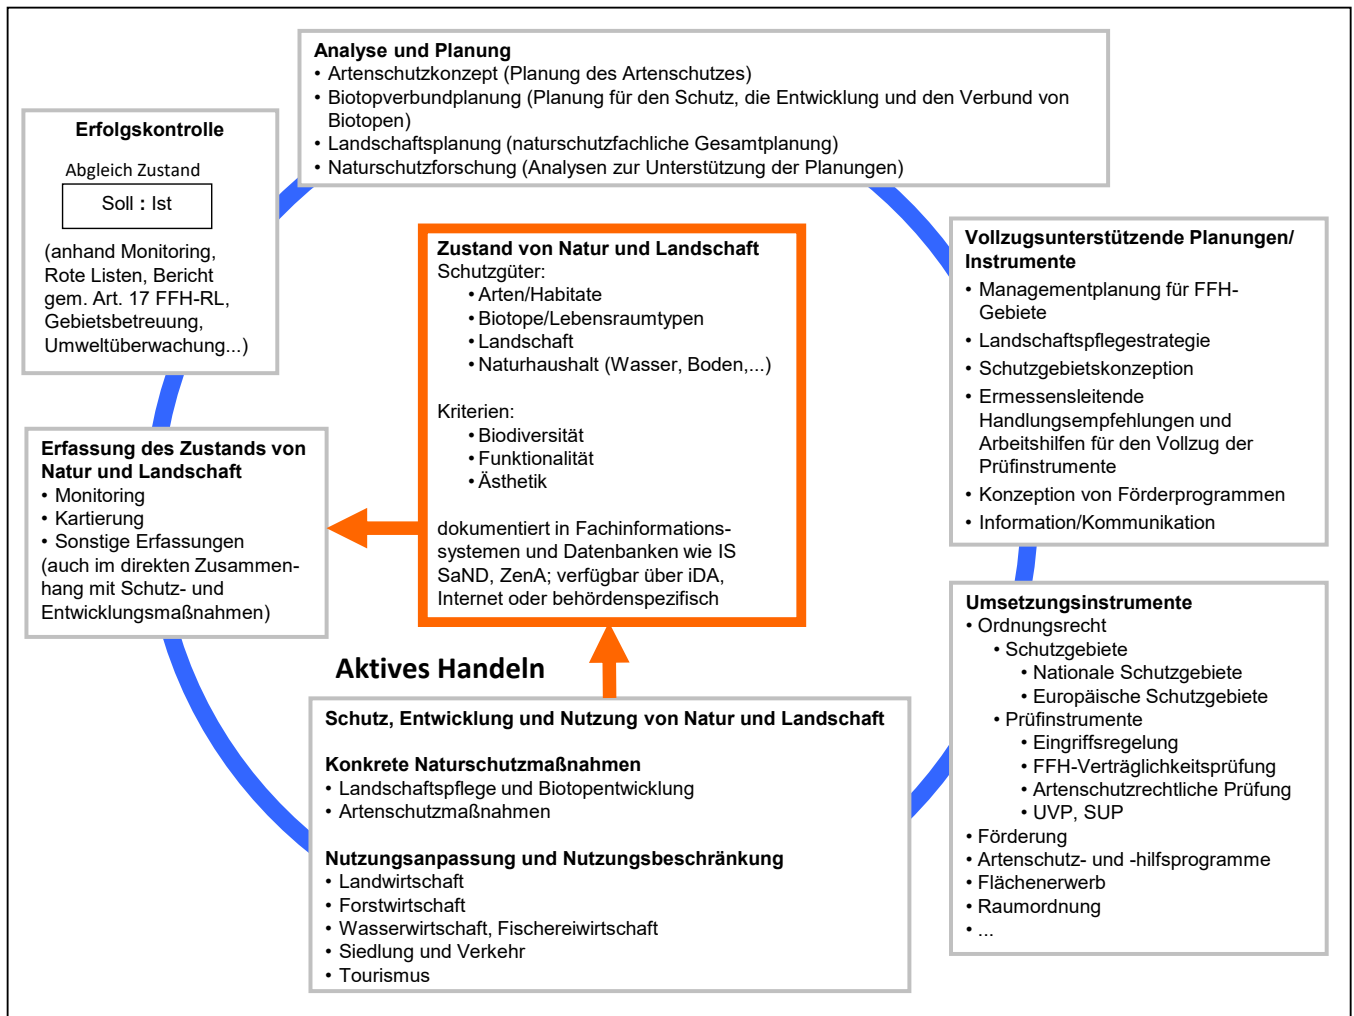 Analyse und Planung
• Artenschutzkonzept (Planung des Artenschutzes)
• Biotopverbundplanung (Planung für den Schutz, die Entwicklung und den Verbund von
Biotopen)
• Landschaftsplanung (naturschutzfachliche Gesamtplanung)
• Naturschutzforschung (Analysen zur Unterstützung der Planungen)
Erfolgskontrolle
Abgleich Zustand
Soll : Ist
(anhand Monitoring,
Rote Listen, Bericht
gem. Art. 17 FFH-RL,
Gebietsbetreuung,
Umweltüberwachung...)
Zustand von Natur und Landschaft
Schutzgüter:
• Arten/Habitate
• Biotope/Lebensraumtypen
• Landschaft
• Naturhaushalt (Wasser, Boden,...)
Kriterien:
• Biodiversität
• Funktionalität
• Ästhetik
dokumentiert in Fachinformations-
systemen und Datenbanken wie IS
SaND, ZenA; verfügbar über iDA,
Internet oder behördenspezifisch
Vollzugsunterstützende Planungen/
Instrumente
• Managementplanung für FFH-
Gebiete
• Landschaftspflegestrategie
• Schutzgebietskonzeption
• Ermessensleitende
Handlungsempfehlungen und
Arbeitshilfen für den Vollzug der
Prüfinstrumente
• Konzeption von Förderprogrammen
• Information/Kommunikation
Erfassung des Zustands von
Natur und Landschaft
• Monitoring
• Kartierung
• Sonstige Erfassungen
(auch im direkten Zusammen-
hang mit Schutz- und
Entwicklungsmaßnahmen)
Umsetzungsinstrumente
• Ordnungsrecht
• Schutzgebiete
• Nationale Schutzgebiete
• Europäische Schutzgebiete
• Prüfinstrumente
• Eingriffsregelung
• FFH-Verträglichkeitsprüfung
• Artenschutzrechtliche Prüfung
• UVP, SUP
• Förderung
• Artenschutz- und -hilfsprogramme
• Flächenerwerb
• Raumordnung
• ...
Aktives Handeln
Schutz, Entwicklung und Nutzung von Natur und Landschaft
Konkrete Naturschutzmaßnahmen
• Landschaftspflege und Biotopentwicklung
• Artenschutzmaßnahmen
Nutzungsanpassung und Nutzungsbeschränkung
• Landwirtschaft
• Forstwirtschaft
• Wasserwirtschaft, Fischereiwirtschaft
• Siedlung und Verkehr
• Tourismus